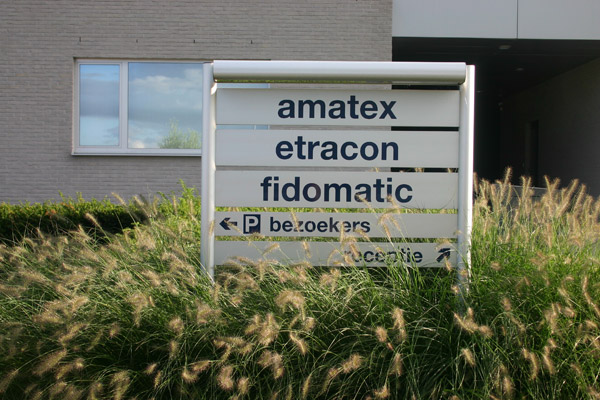 amatex
etracon
fidomatic
← P bezoekers
receptie ↗